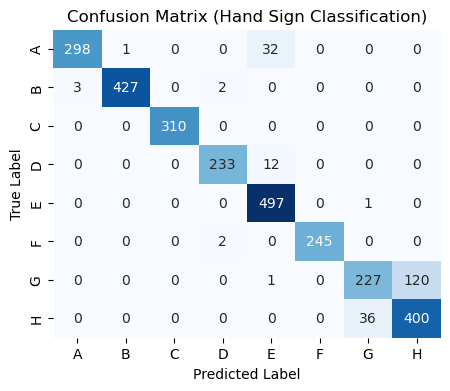 Confusion Matrix (Hand Sign Classification)
True Label
A 298 1 0 0 32 0 0 0
B 3 427 0 2 0 0 0 0
C 0 0 310 0 0 0 0 0
D 0 0 0 233 12 0 0 0
E 0 0 0 0 497 0 1 0
F 0 0 0 2 0 245 0 0
G 0 0 0 0 1 0 227 120
H 0 0 0 0 0 0 36 400
A B C D E F G H
Predicted Label